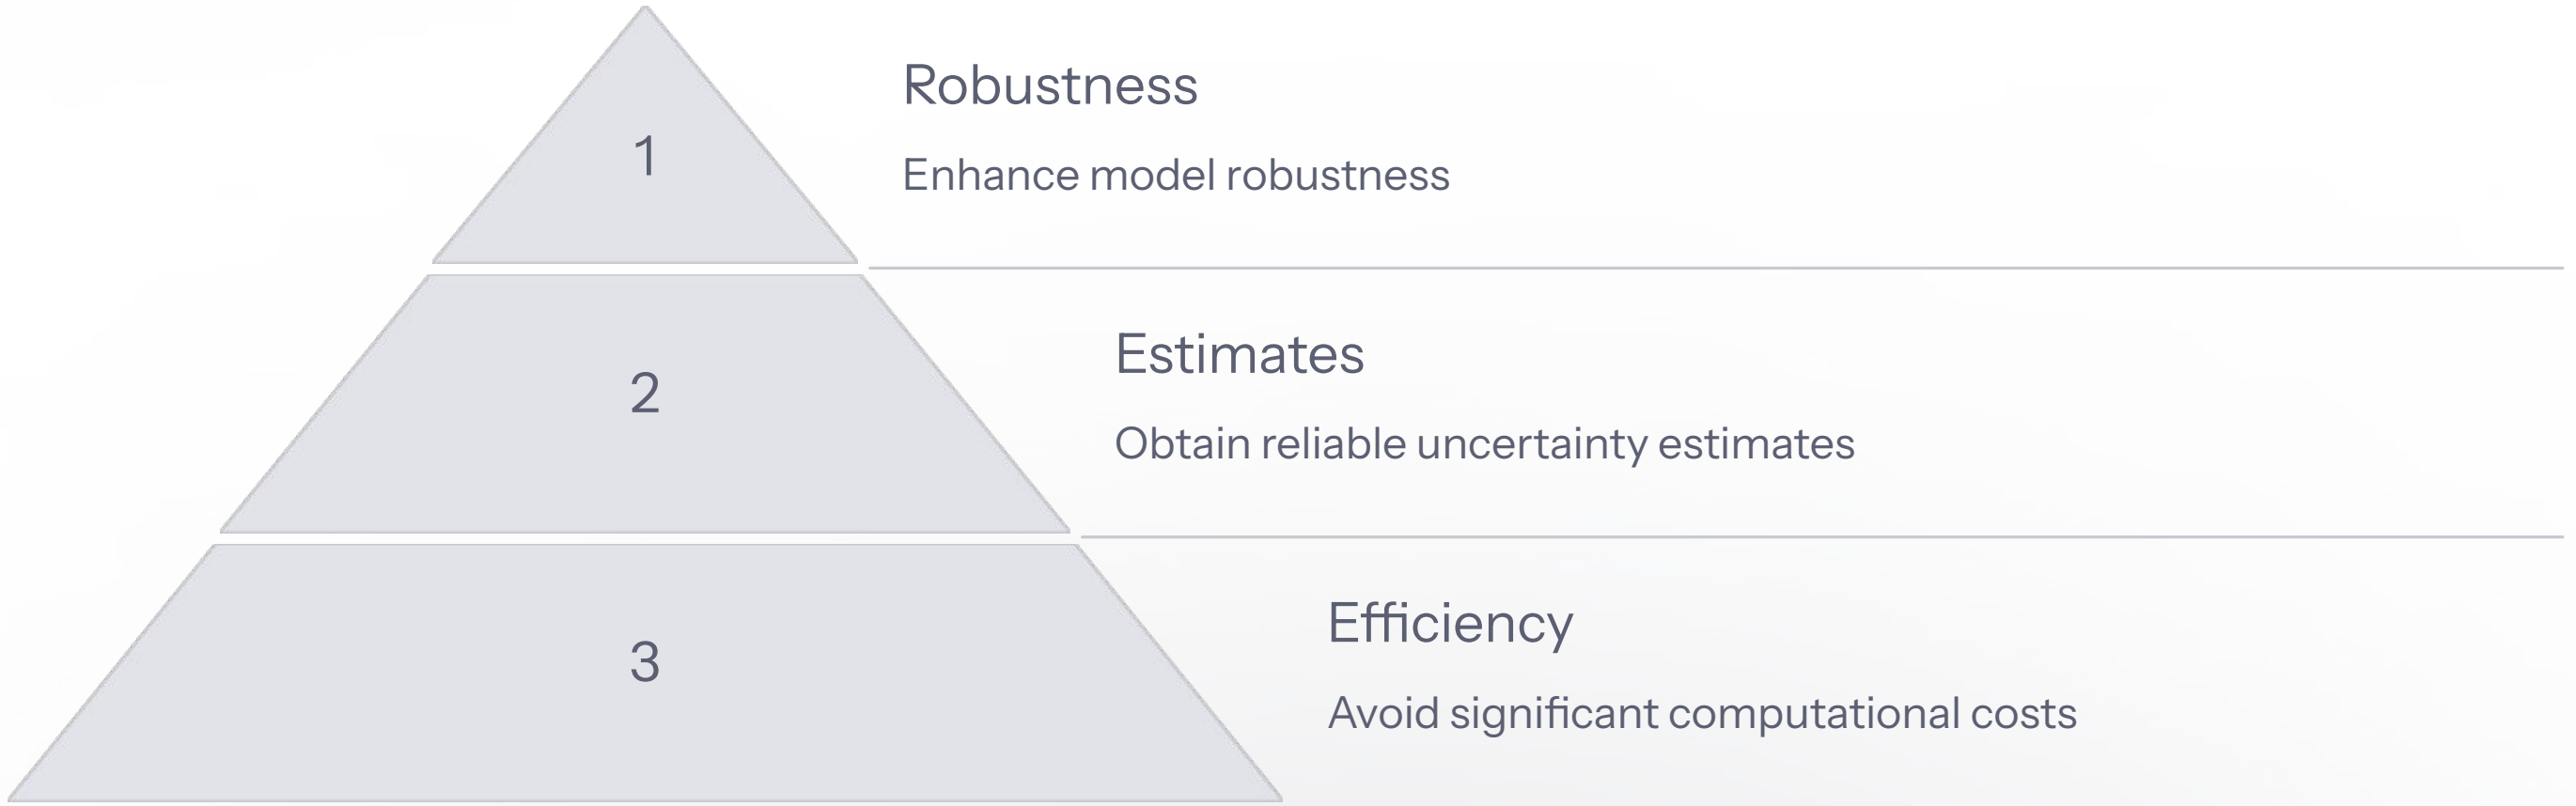 1
Robustness
Enhance model robustness
2
Estimates
Obtain reliable uncertainty estimates
3
Efficiency
Avoid significant computational costs